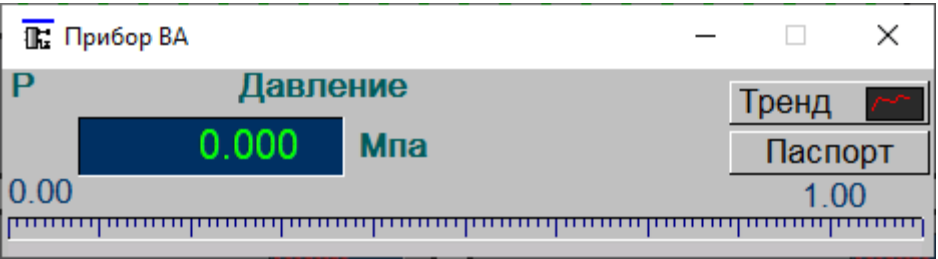 Прибор ВА
P Давление
Тренд
0.000 Мпа
Паспорт
0.00 1.00